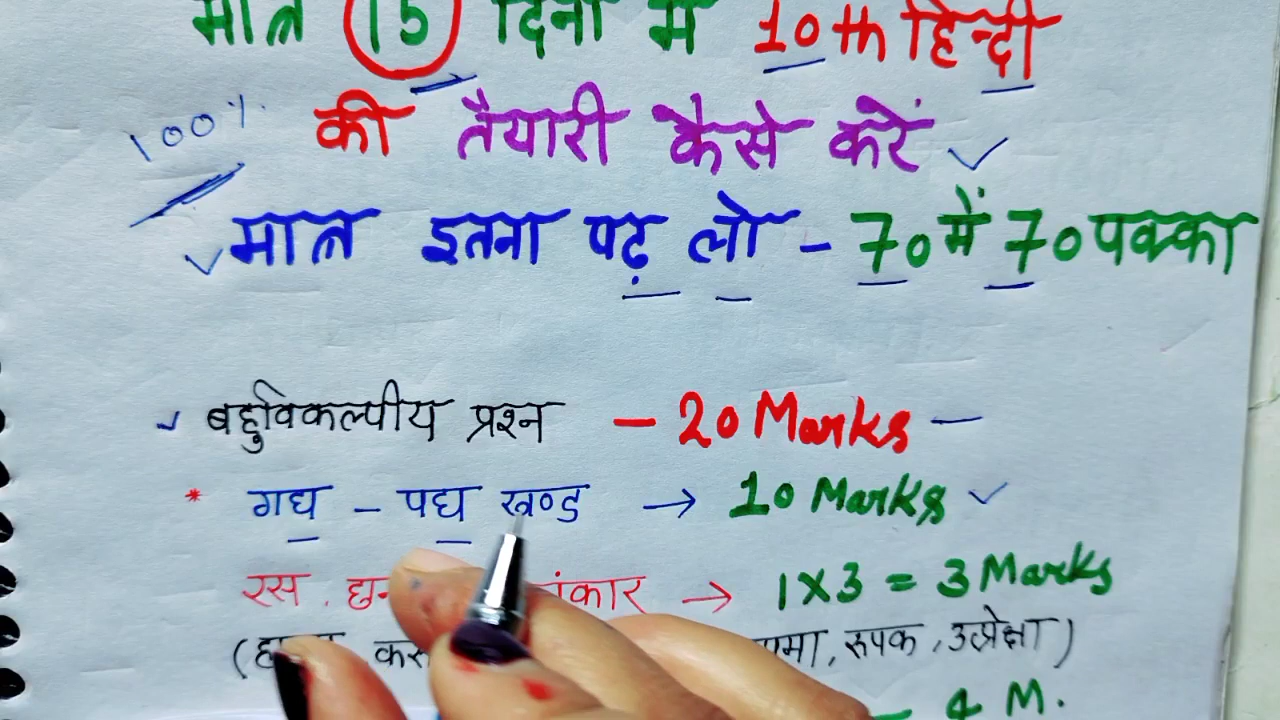 मात्र 15 दिनों में 10th हिन्दी
100% की तैयारी कैसे करें
मात्र इतना पढ़ लो - 70 में 70 पक्का
बहुविकल्पीय प्रश्न - 20 Marks -
* गद्य - पद्य खण्ड → 10 Marks
रस, → 1X3 = 3 Marks
रुपक, उत्प्रेक्षा)
4 M.